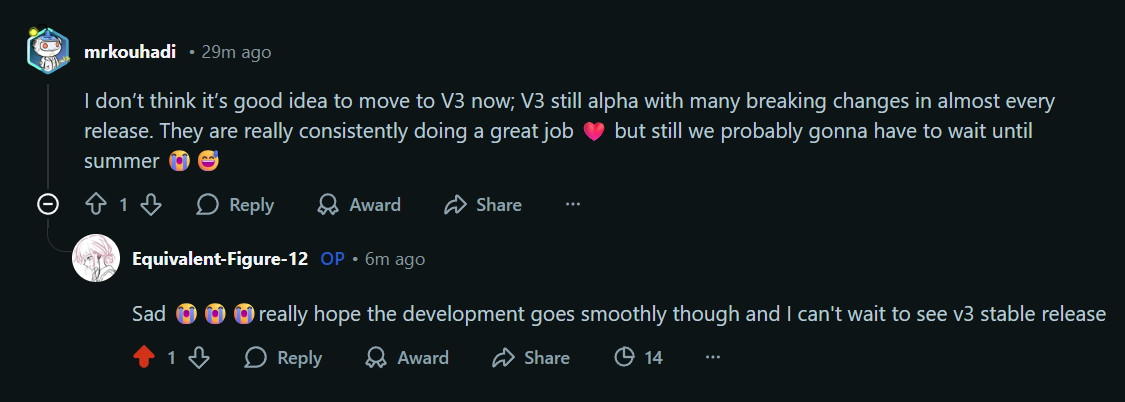 mrkouhadi • 29m ago
I don’t think it’s good idea to move to V3 now; V3 still alpha with many breaking changes in almost every
release. They are really consistently doing a great job ❤️ but still we probably gonna have to wait until
summer 😭 😅
1 Reply Award Share ...
Equivalent-Figure-12 OP • 6m ago
Sad 😭 😭 😭 really hope the development goes smoothly though and I can't wait to see v3 stable release
1 Reply Award Share 14 ...